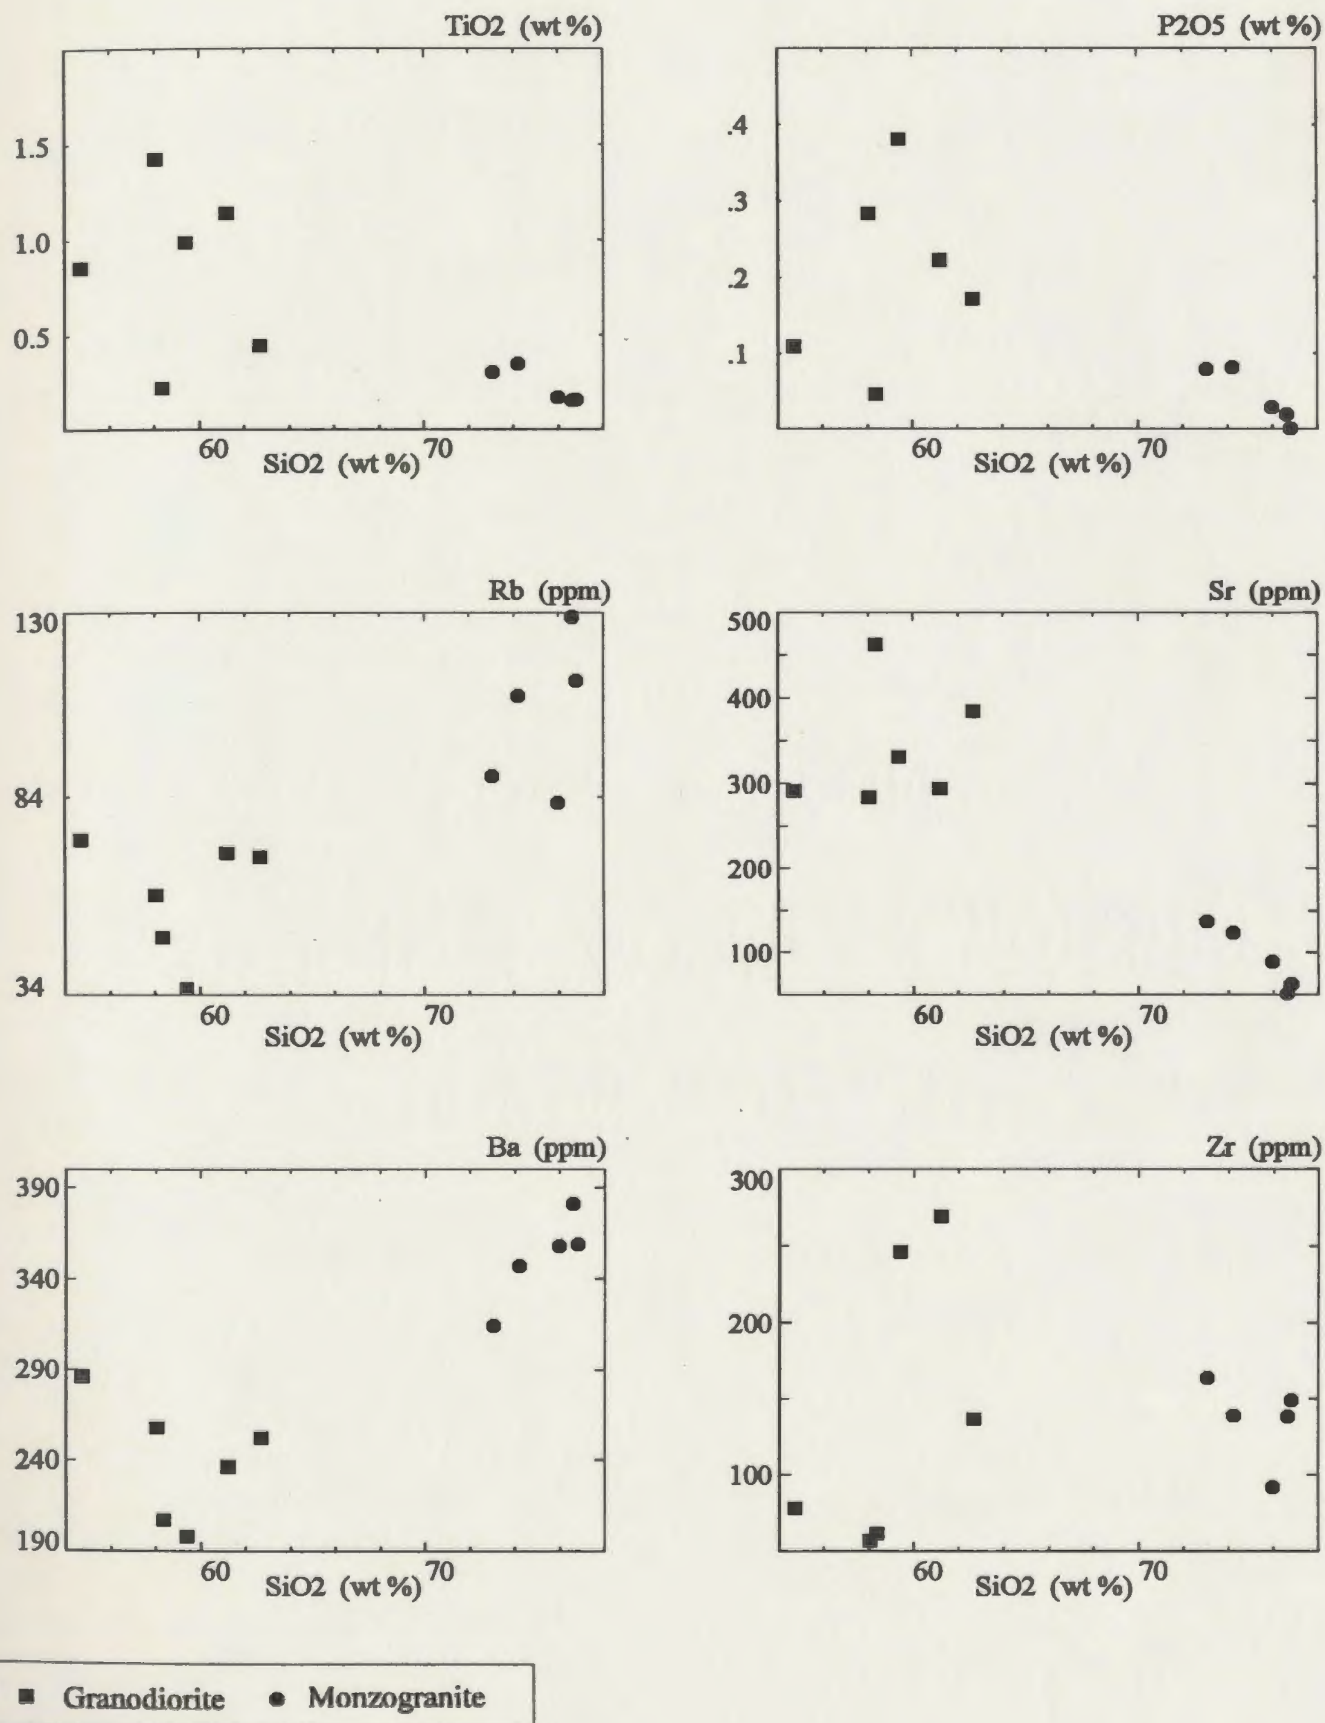 TiO2 (wt %)
1.5
1.0
0.5
60
70
SiO2 (wt %)
P2O5 (wt %)
.4
.3
.2
.1
60
70
SiO2 (wt %)
Rb (ppm)
130
84
34
60
70
SiO2 (wt %)
Sr (ppm)
500
400
300
200
100
60
70
SiO2 (wt %)
Ba (ppm)
390
340
290
240
190
60
70
SiO2 (wt %)
Zr (ppm)
300
200
100
60
70
SiO2 (wt %)
Granodiorite
Monzogranite